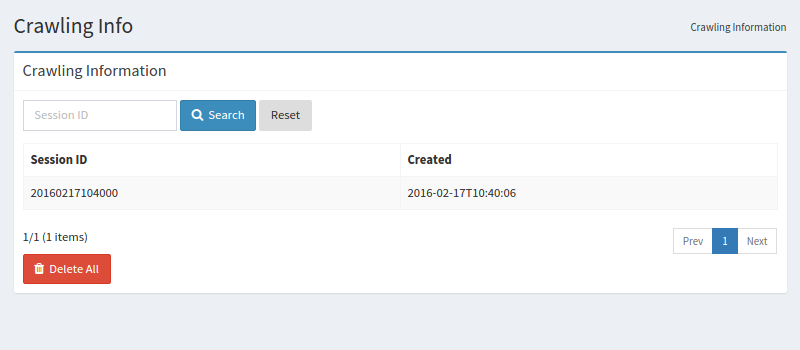 Crawling Info
Crawling Information
Crawling Information
Session ID Search Reset
Session ID Created
20160217104000 2016-02-17T10:40:06
1/1 (1 items)
Prev 1 Next
Delete All